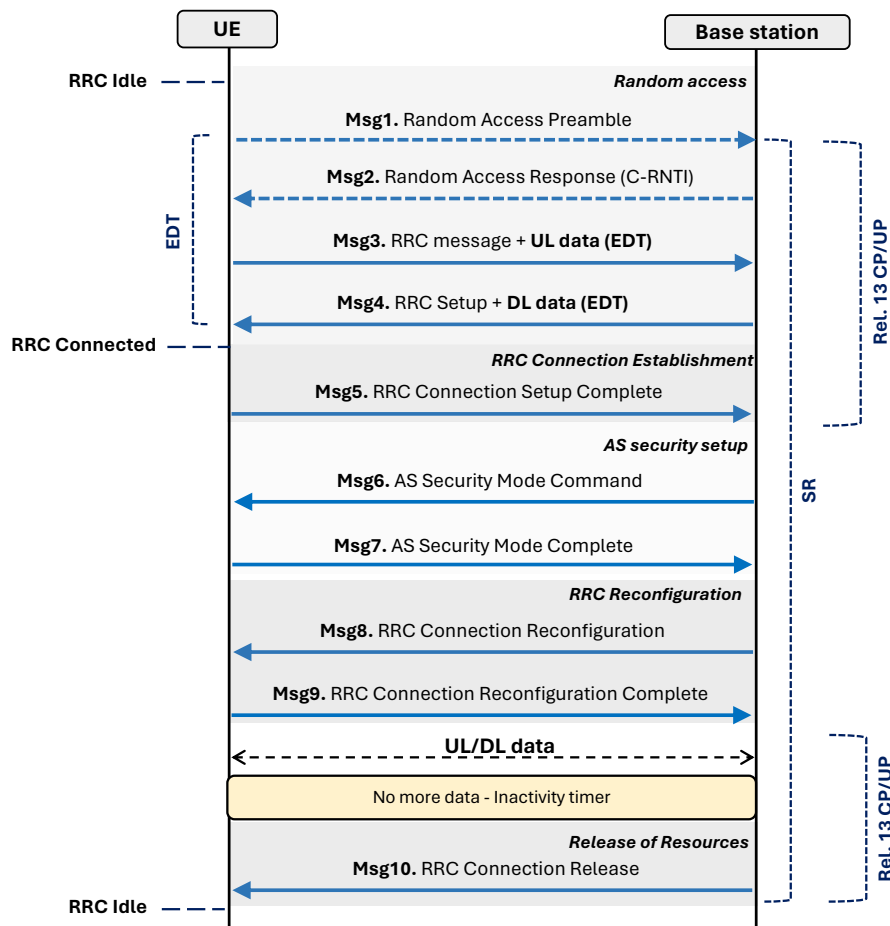 UE
Base station
RRC Idle
Random access
Msg1. Random Access Preamble
Msg2. Random Access Response (C-RNTI)
EDT
Msg3. RRC message + UL data (EDT)
Rel. 13 CP/UP
Msg4. RRC Setup + DL data (EDT)
RRC Connected
RRC Connection Establishment
Msg5. RRC Connection Setup Complete
AS security setup
Msg6. AS Security Mode Command
SR
Msg7. AS Security Mode Complete
RRC Reconfiguration
Msg8. RRC Connection Reconfiguration
Msg9. RRC Connection Reconfiguration Complete
UL/DL data
No more data - Inactivity timer
Rel. 13 CP/UP
Release of Resources
Msg10. RRC Connection Release
RRC Idle